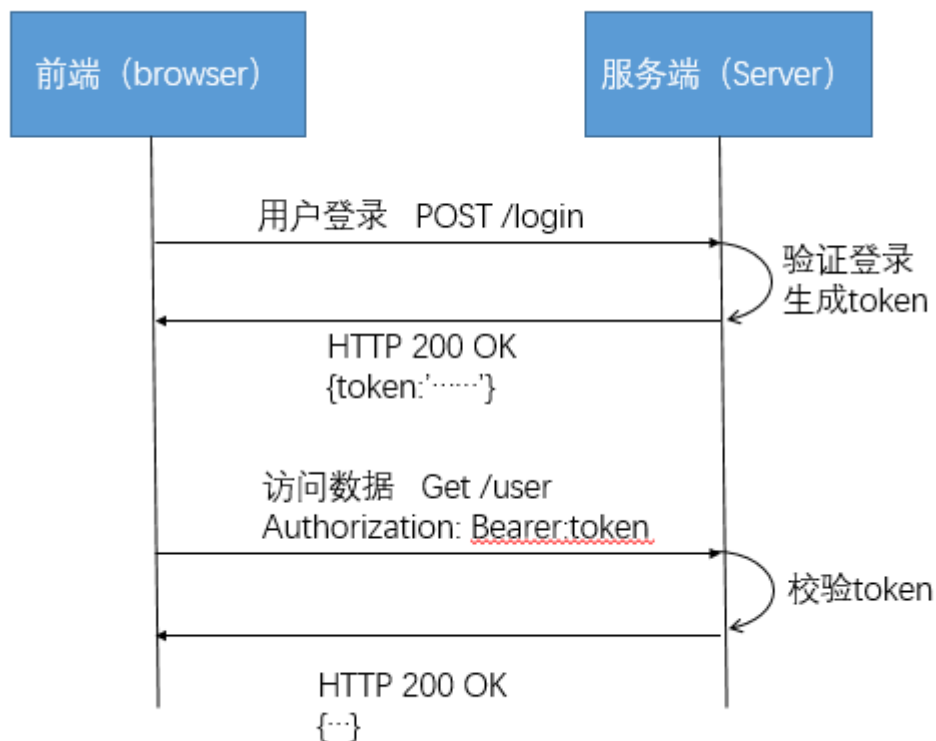 前端（browser）
服务端（Server）
用户登录 POST /login
验证登录
生成token
HTTP 200 OK
{token:'······'}
访问数据 Get /user
Authorization: Bearer:token
校验token
HTTP 200 OK
{···}